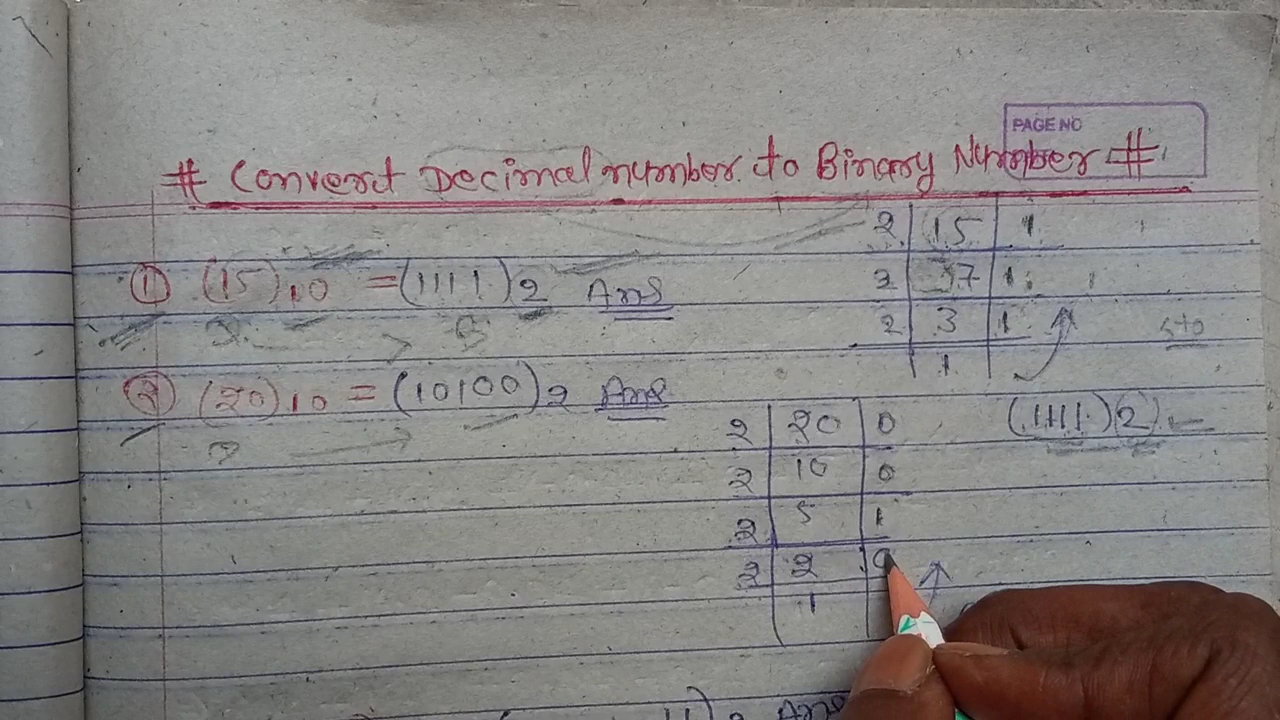 PAGE NO
# Convert Decimal number to Binary Number #
① (15)10 = (1111)2 Ans
② (20)10 = (10100)2 Ans
2 15 1
2 7 1
2 3 1
1
(1111)2
2 20 0
2 10 0
2 5 1
2 2 0
1
Ans